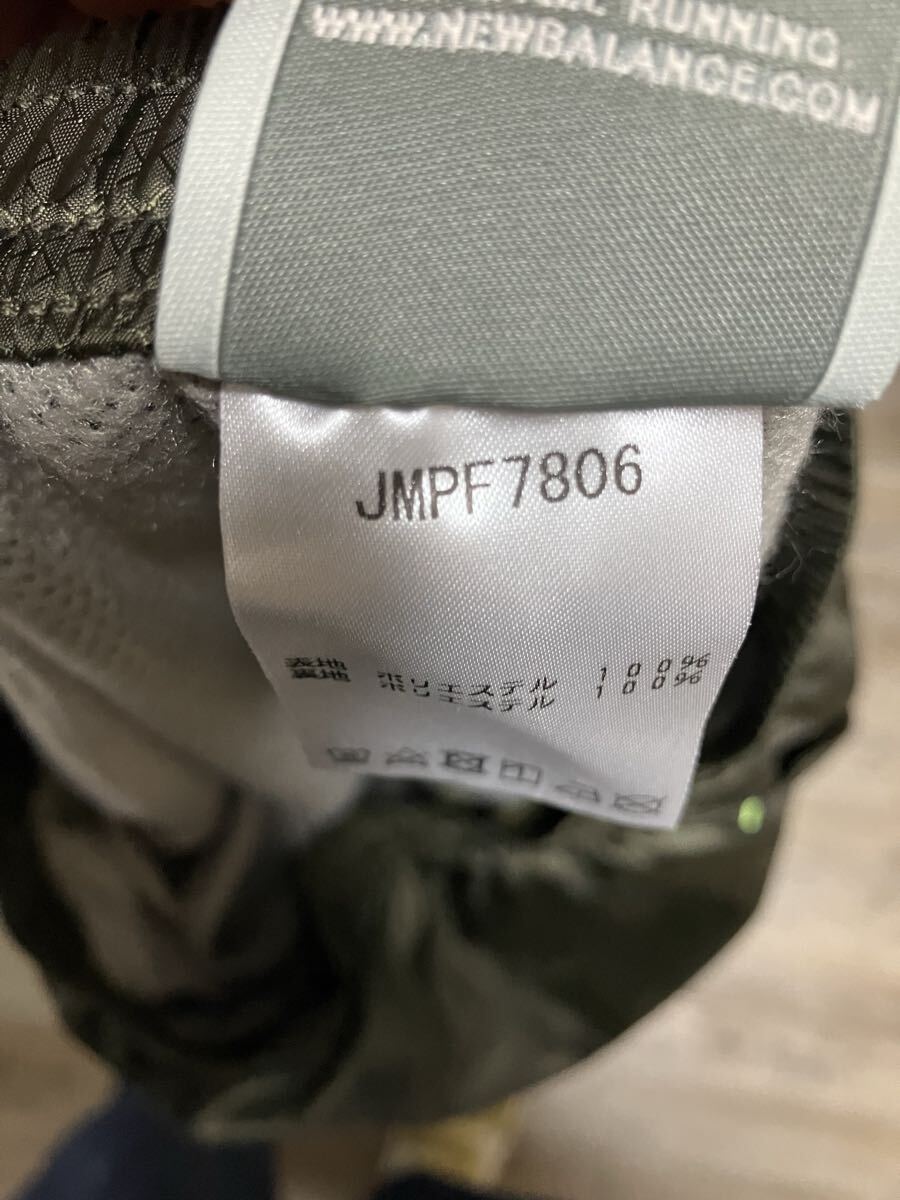 RUNNING.
WWW.NEWBALANCE.COM
JMPF7806
表地 ポリエステル 100%
裏地 ポリエステル 100%